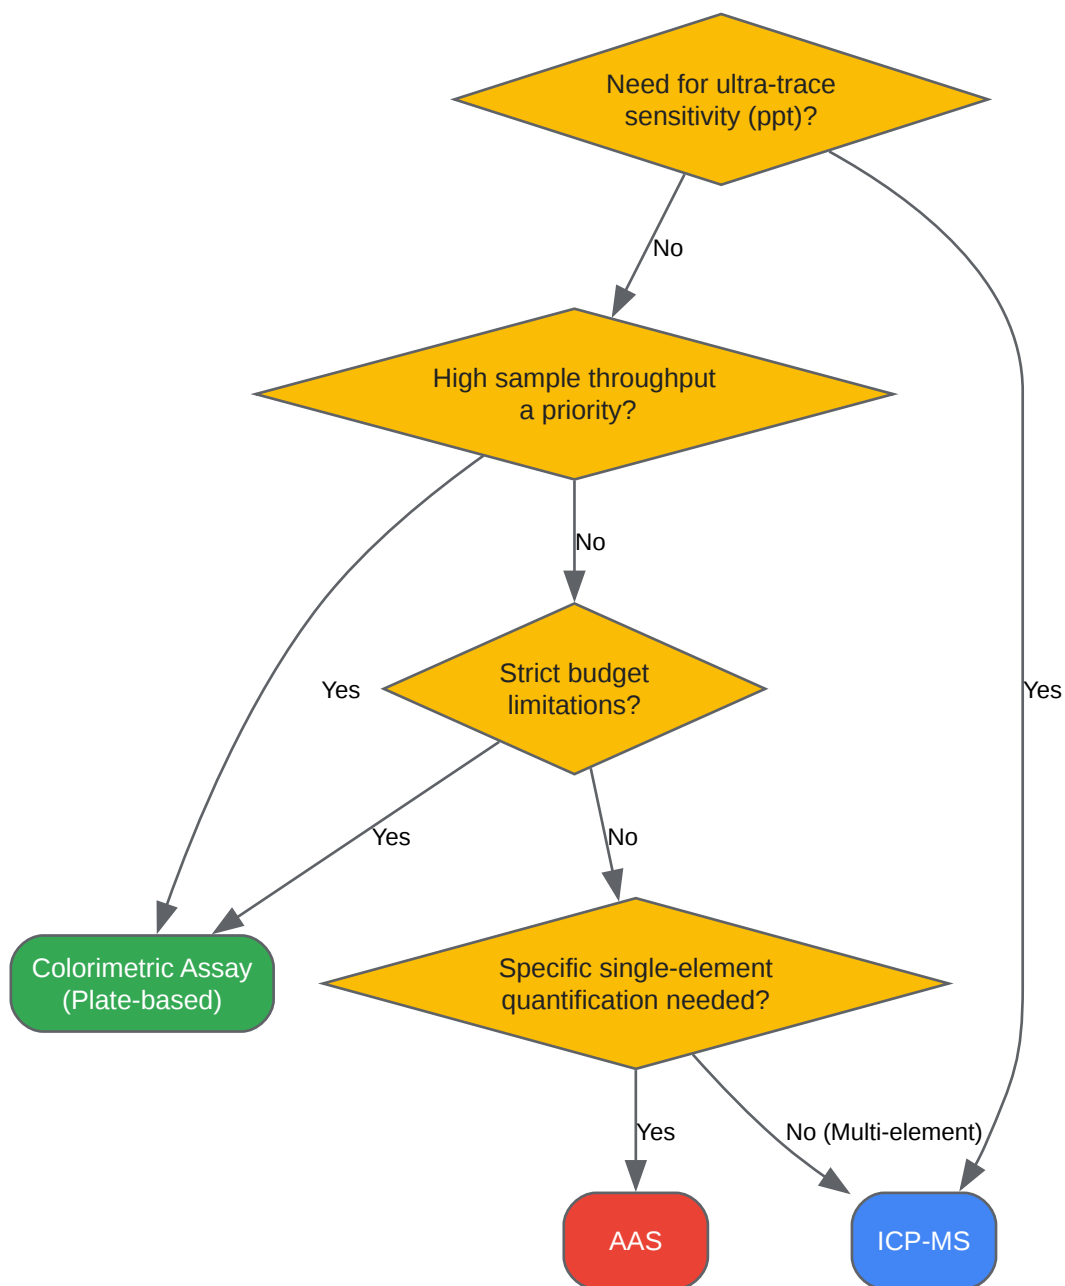 Need for ultra-trace
sensitivity (ppt)?
No
High sample throughput
a priority?
No
Strict budget
limitations?
Yes
Yes
Yes
No
Colorimetric Assay
(Plate-based)
Specific single-element
quantification needed?
Yes
No (Multi-element)
AAS
ICP-MS